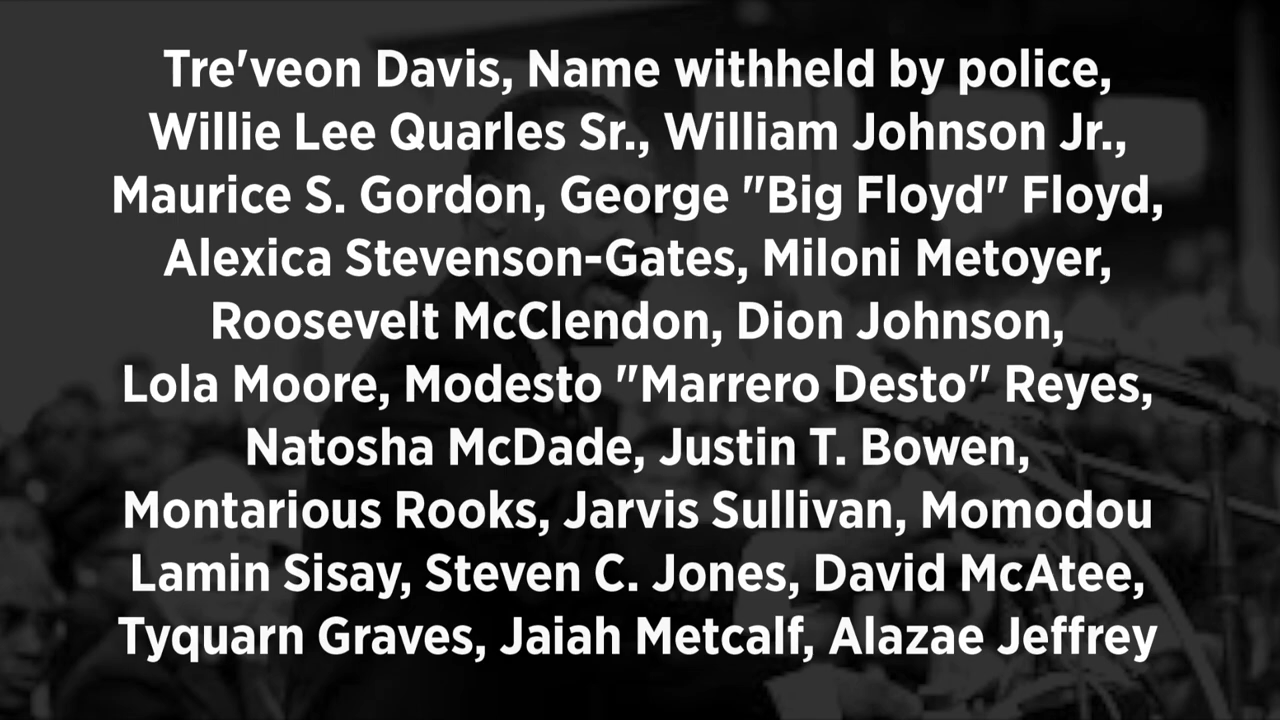 Tre'veon Davis, Name withheld by police,
Willie Lee Quarles Sr., William Johnson Jr.,
Maurice S. Gordon, George "Big Floyd" Floyd,
Alexica Stevenson-Gates, Miloni Metoyer,
Roosevelt McClendon, Dion Johnson,
Lola Moore, Modesto "Marrero Desto" Reyes,
Natosha McDade, Justin T. Bowen,
Montarious Rooks, Jarvis Sullivan, Momodou
Lamin Sisay, Steven C. Jones, David McAtee,
Tyquarn Graves, Jaiah Metcalf, Alazae Jeffrey